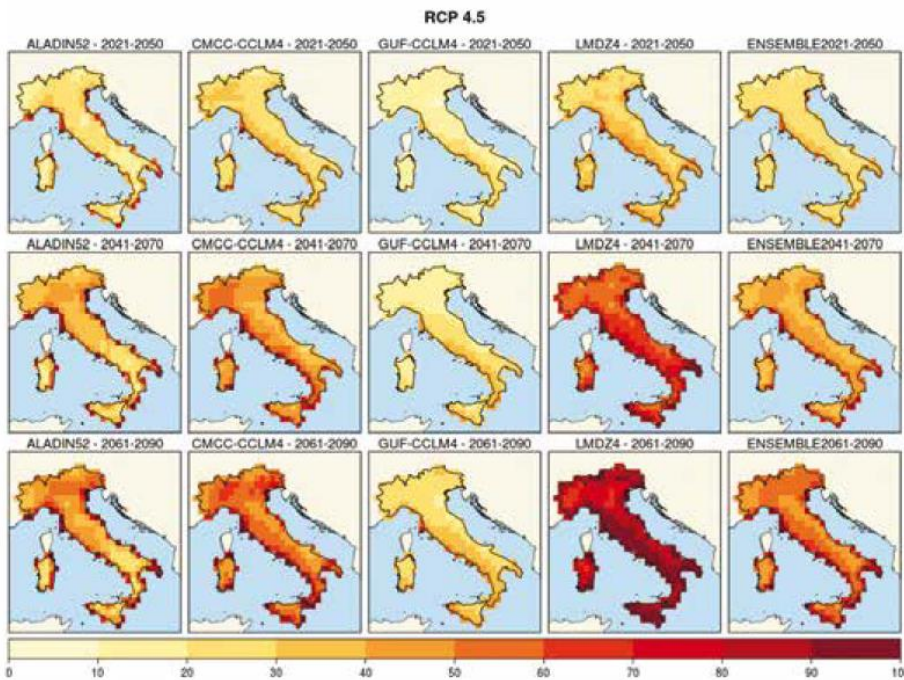 RCP 4.5
ALADIN52 - 2021-2050
CMCC-CCLM4 - 2021-2050
GUF-CCLM4 - 2021-2050
LMDZ4 - 2021-2050
ENSEMBLE2021-2050
ALADIN52 - 2041-2070
CMCC-CCLM4 - 2041-2070
GUF-CCLM4 - 2041-2070
LMDZ4 - 2041-2070
ENSEMBLE2041-2070
ALADIN52 - 2061-2090
CMCC-CCLM4 - 2061-2090
GUF-CCLM4 - 2061-2090
LMDZ4 - 2061-2090
ENSEMBLE2061-2090
0 10 20 30 40 50 60 70 80 90 10